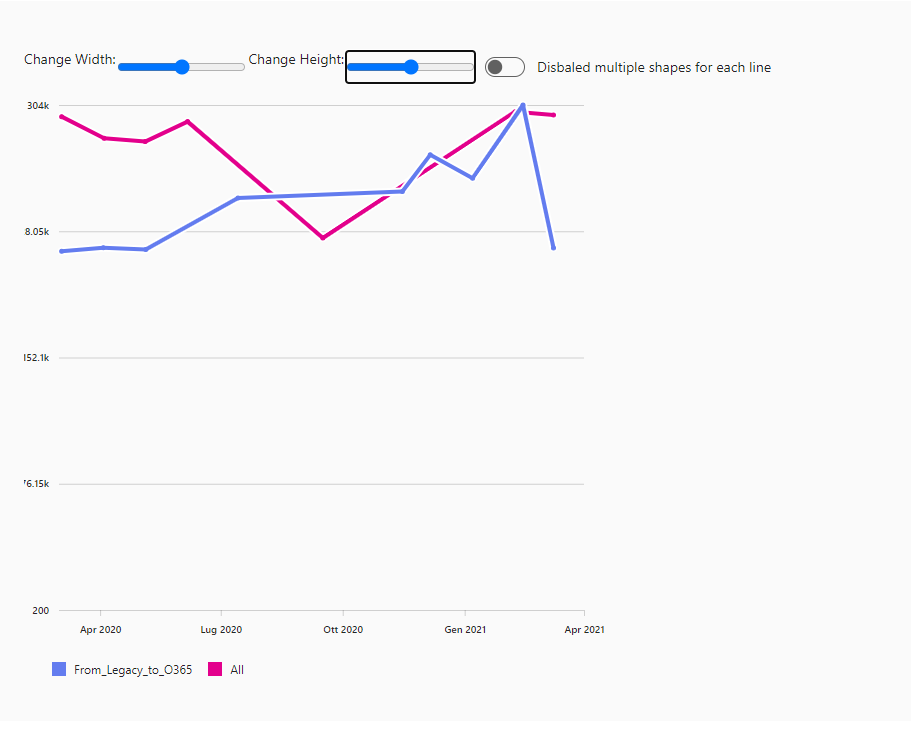 Change Width:
Change Height:
Disbaled multiple shapes for each line
304k
8.05k
152.1k
6.15k
200
Apr 2020
Lug 2020
Ott 2020
Gen 2021
Apr 2021
From_Legacy_to_O365
All